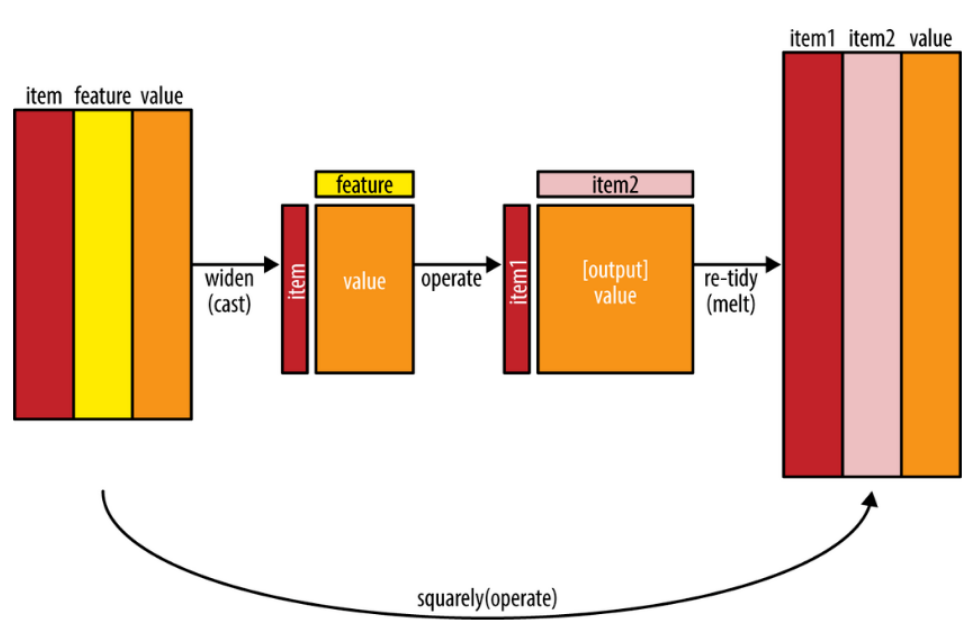 item1 item2 value
item feature value
feature
item2
item
value
item1
[output]
value
widen
(cast)
operate
re-tidy
(melt)
squarely(operate)